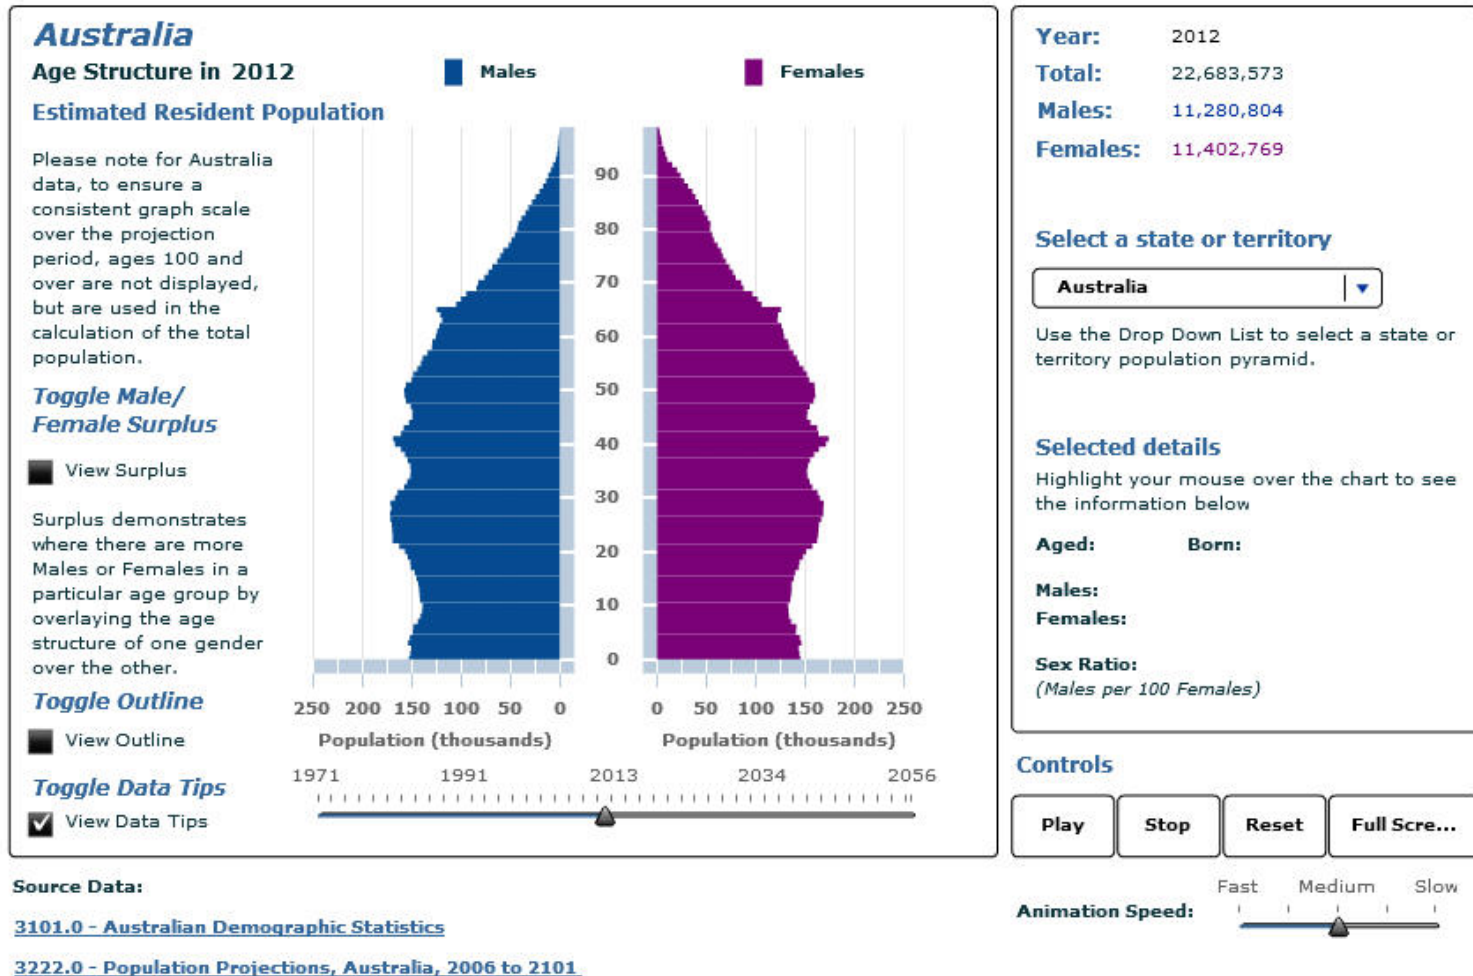 Australia
Age Structure in 2012
Males
Females
Estimated Resident Population
Please note for Australia
data, to ensure a
consistent graph scale
over the projection
period, ages 100 and
over are not displayed,
but are used in the
calculation of the total
population.
Toggle Male/
Female Surplus
View Surplus
Surplus demonstrates
where there are more
Males or Females in a
particular age group by
overlaying the age
structure of one gender
over the other.
Toggle Outline
View Outline
Toggle Data Tips
View Data Tips
90
80
70
60
50
40
30
20
10
0
250 200 150 100 50 0
0 50 100 150 200 250
Population (thousands)
Population (thousands)
1971 1991 2013 2034 2056
Year: 2012
Total: 22,683,573
Males: 11,280,804
Females: 11,402,769
Select a state or territory
Australia
Use the Drop Down List to select a state or
territory population pyramid.
Selected details
Highlight your mouse over the chart to see
the information below
Aged: Born:
Males:
Females:
Sex Ratio:
(Males per 100 Females)
Controls
Play Stop Reset Full Scre...
Fast Medium Slow
Animation Speed:
Source Data:
3101.0 - Australian Demographic Statistics
3222.0 - Population Projections, Australia, 2006 to 2101